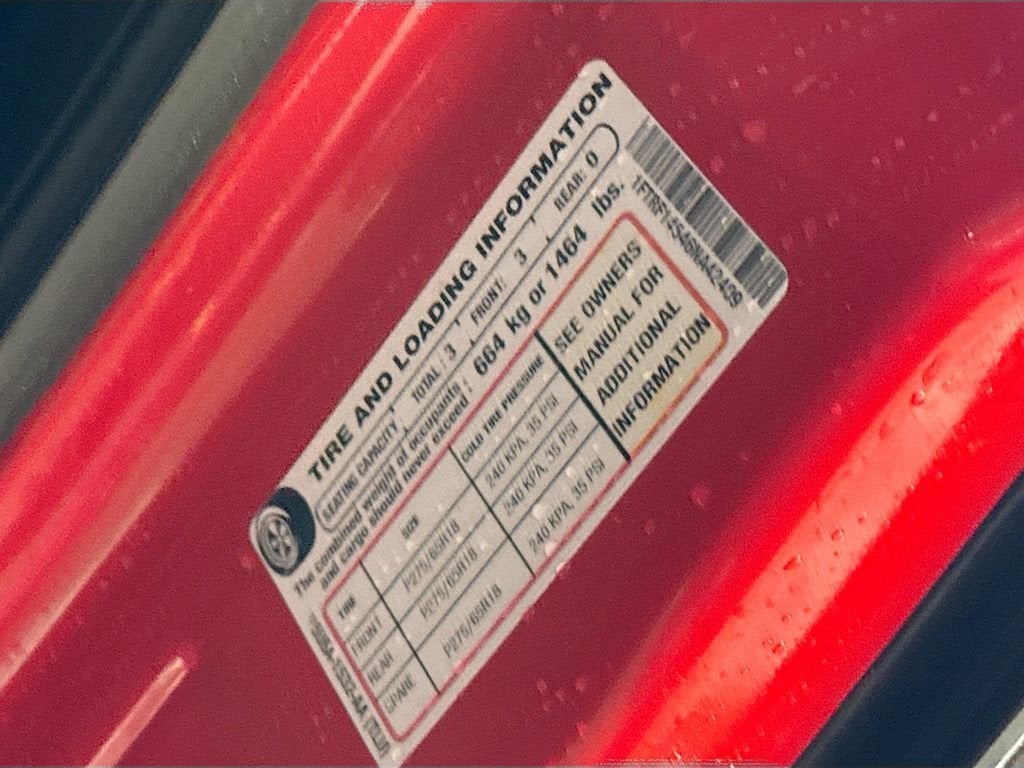 TIRE AND LOADING INFORMATION
SEATING CAPACITY, TOTAL: 3, FRONT: 3, REAR: 0
The combined weight of occupants
and cargo should never exceed: 664 kg or 1464 lbs.
TIRE SIZE COLD TIRE PRESSURE
FRONT P275/65R18 240 KPA, 35 PSI
REAR P275/65R18 240 KPA, 35 PSI
SPARE P275/65R18 240 KPA, 35 PSI
SEE OWNERS
MANUAL FOR
ADDITIONAL
INFORMATION